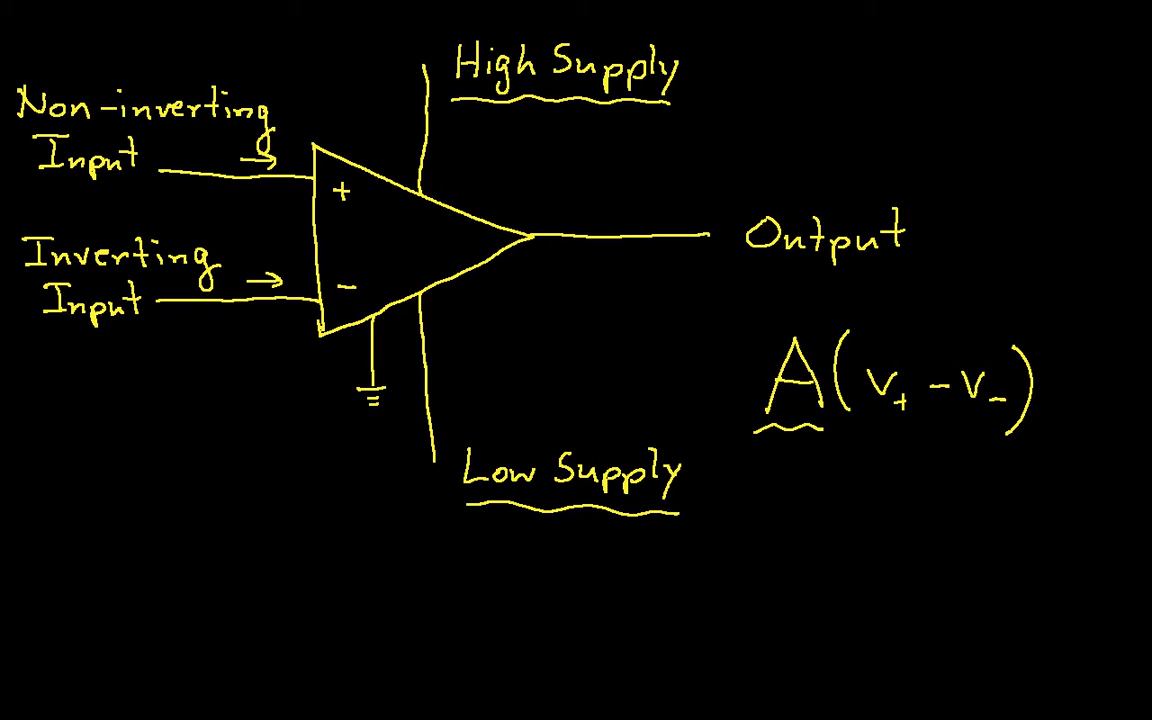 High Supply
Non-inverting
Input
+
Output
Inverting
Input
-
A(v+ - v-)
Low Supply